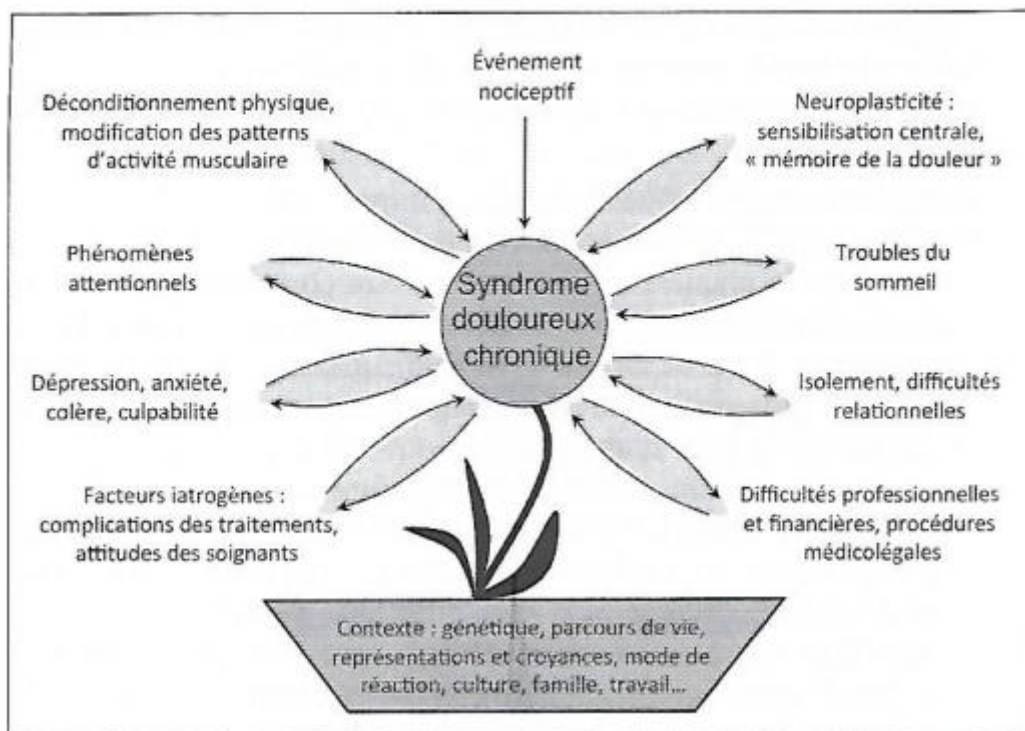 Événement
nociceptif
Déconditionnement physique,
modification des patterns
d'activité musculaire
Neuroplasticité :
sensibilisation centrale,
« mémoire de la douleur »
Phénomènes
attentionnels
Syndrome
douloureux
chronique
Troubles du
sommeil
Dépression, anxiété,
colère, culpabilité
Isolement, difficultés
relationnelles
Facteurs iatrogènes :
complications des traitements,
attitudes des soignants
Difficultés professionnelles
et financières, procédures
médicolégales
Contexte : génétique, parcours de vie,
représentations et croyances, mode de
réaction, culture, famille, travail...